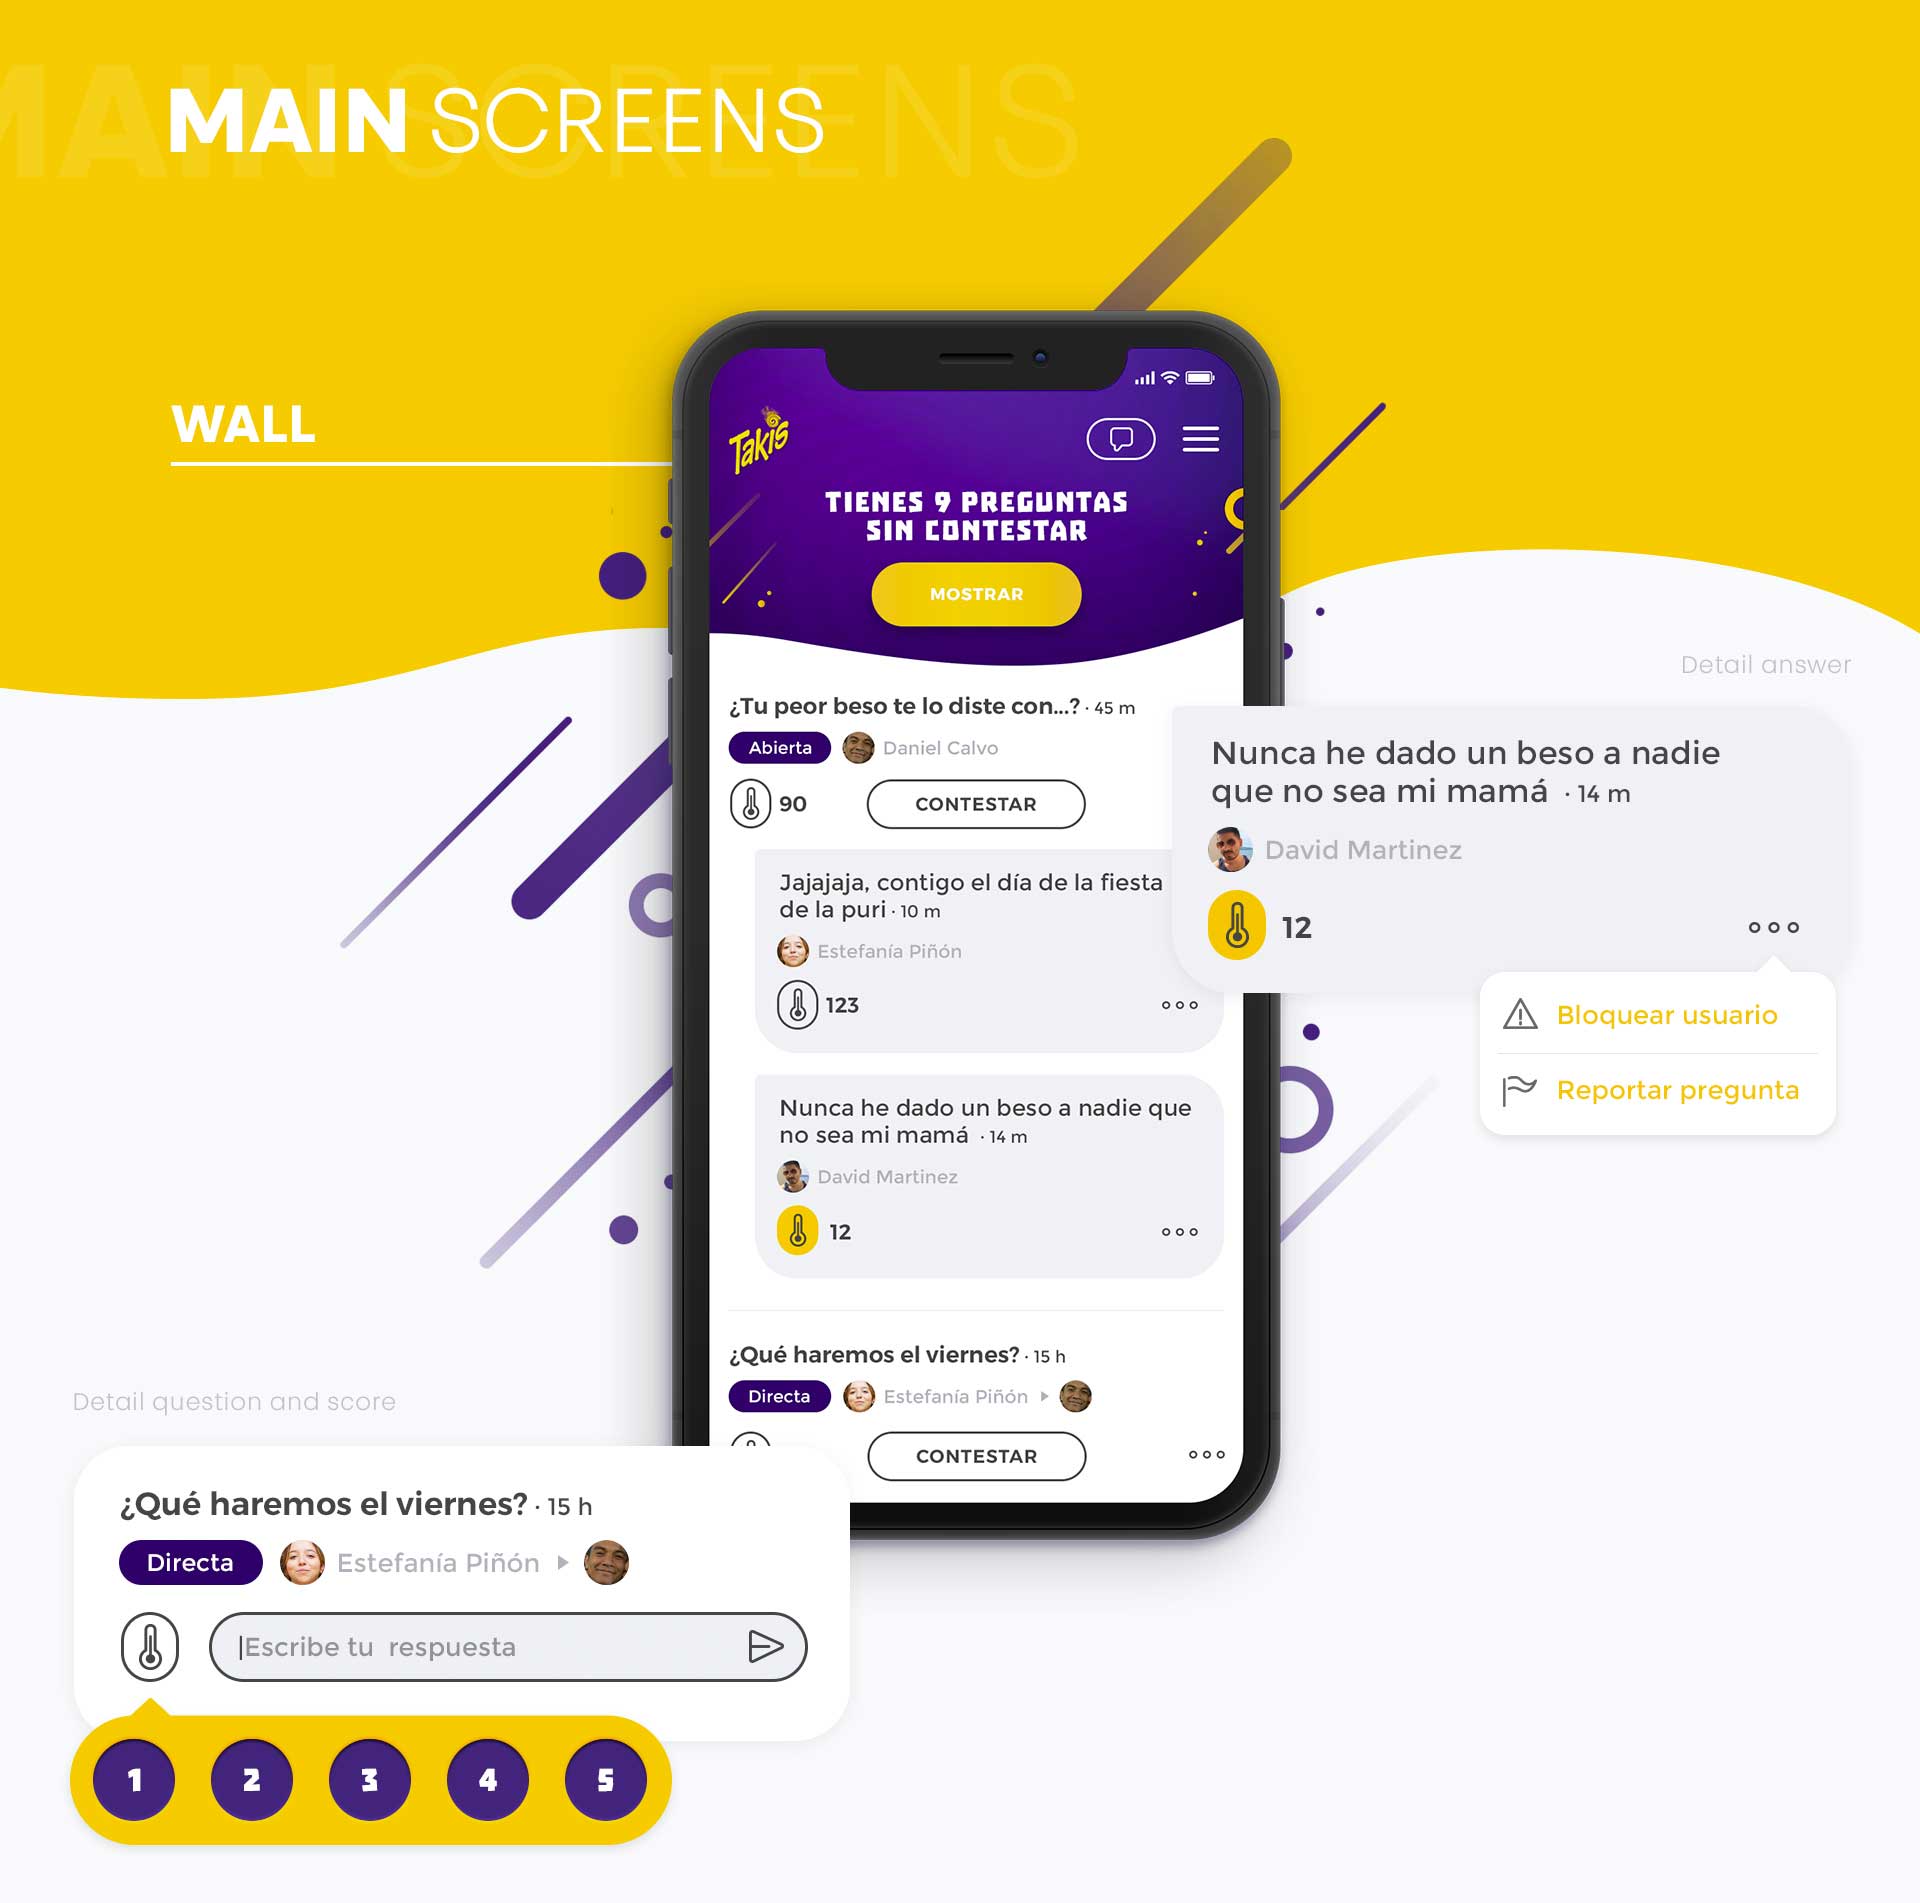 MAIN SCREENS
MAIN SCREENS
WALL
Takis
TIENES 9 PREGUNTAS
SIN CONTESTAR
MOSTRAR
¿Tu peor beso te lo diste con...? · 45 m
Abierta Daniel Calvo
90 CONTESTAR
Jajajaja, contigo el día de la fiesta
de la puri · 10 m
Estefanía Piñón
123
Nunca he dado un beso a nadie que
no sea mi mamá · 14 m
David Martinez
12
¿Qué haremos el viernes? · 15 h
Directa Estefanía Piñón
CONTESTAR
Detail answer
Nunca he dado un beso a nadie
que no sea mi mamá · 14 m
David Martinez
12
Bloquear usuario
Reportar pregunta
Detail question and score
¿Qué haremos el viernes? · 15 h
Directa Estefanía Piñón
Escribe tu respuesta
1 2 3 4 5